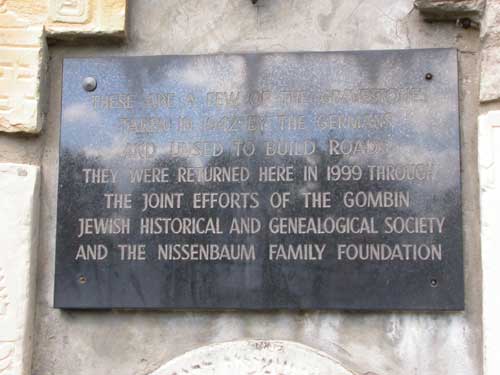 THESE ARE A FEW OF THE GRAVESTONES
TAKEN IN 1942 BY THE GERMANS
AND USED TO BUILD ROADS
THEY WERE RETURNED HERE IN 1999 THROUGH
THE JOINT EFFORTS OF THE GOMBIN
JEWISH HISTORICAL AND GENEALOGICAL SOCIETY
AND THE NISSENBAUM FAMILY FOUNDATION